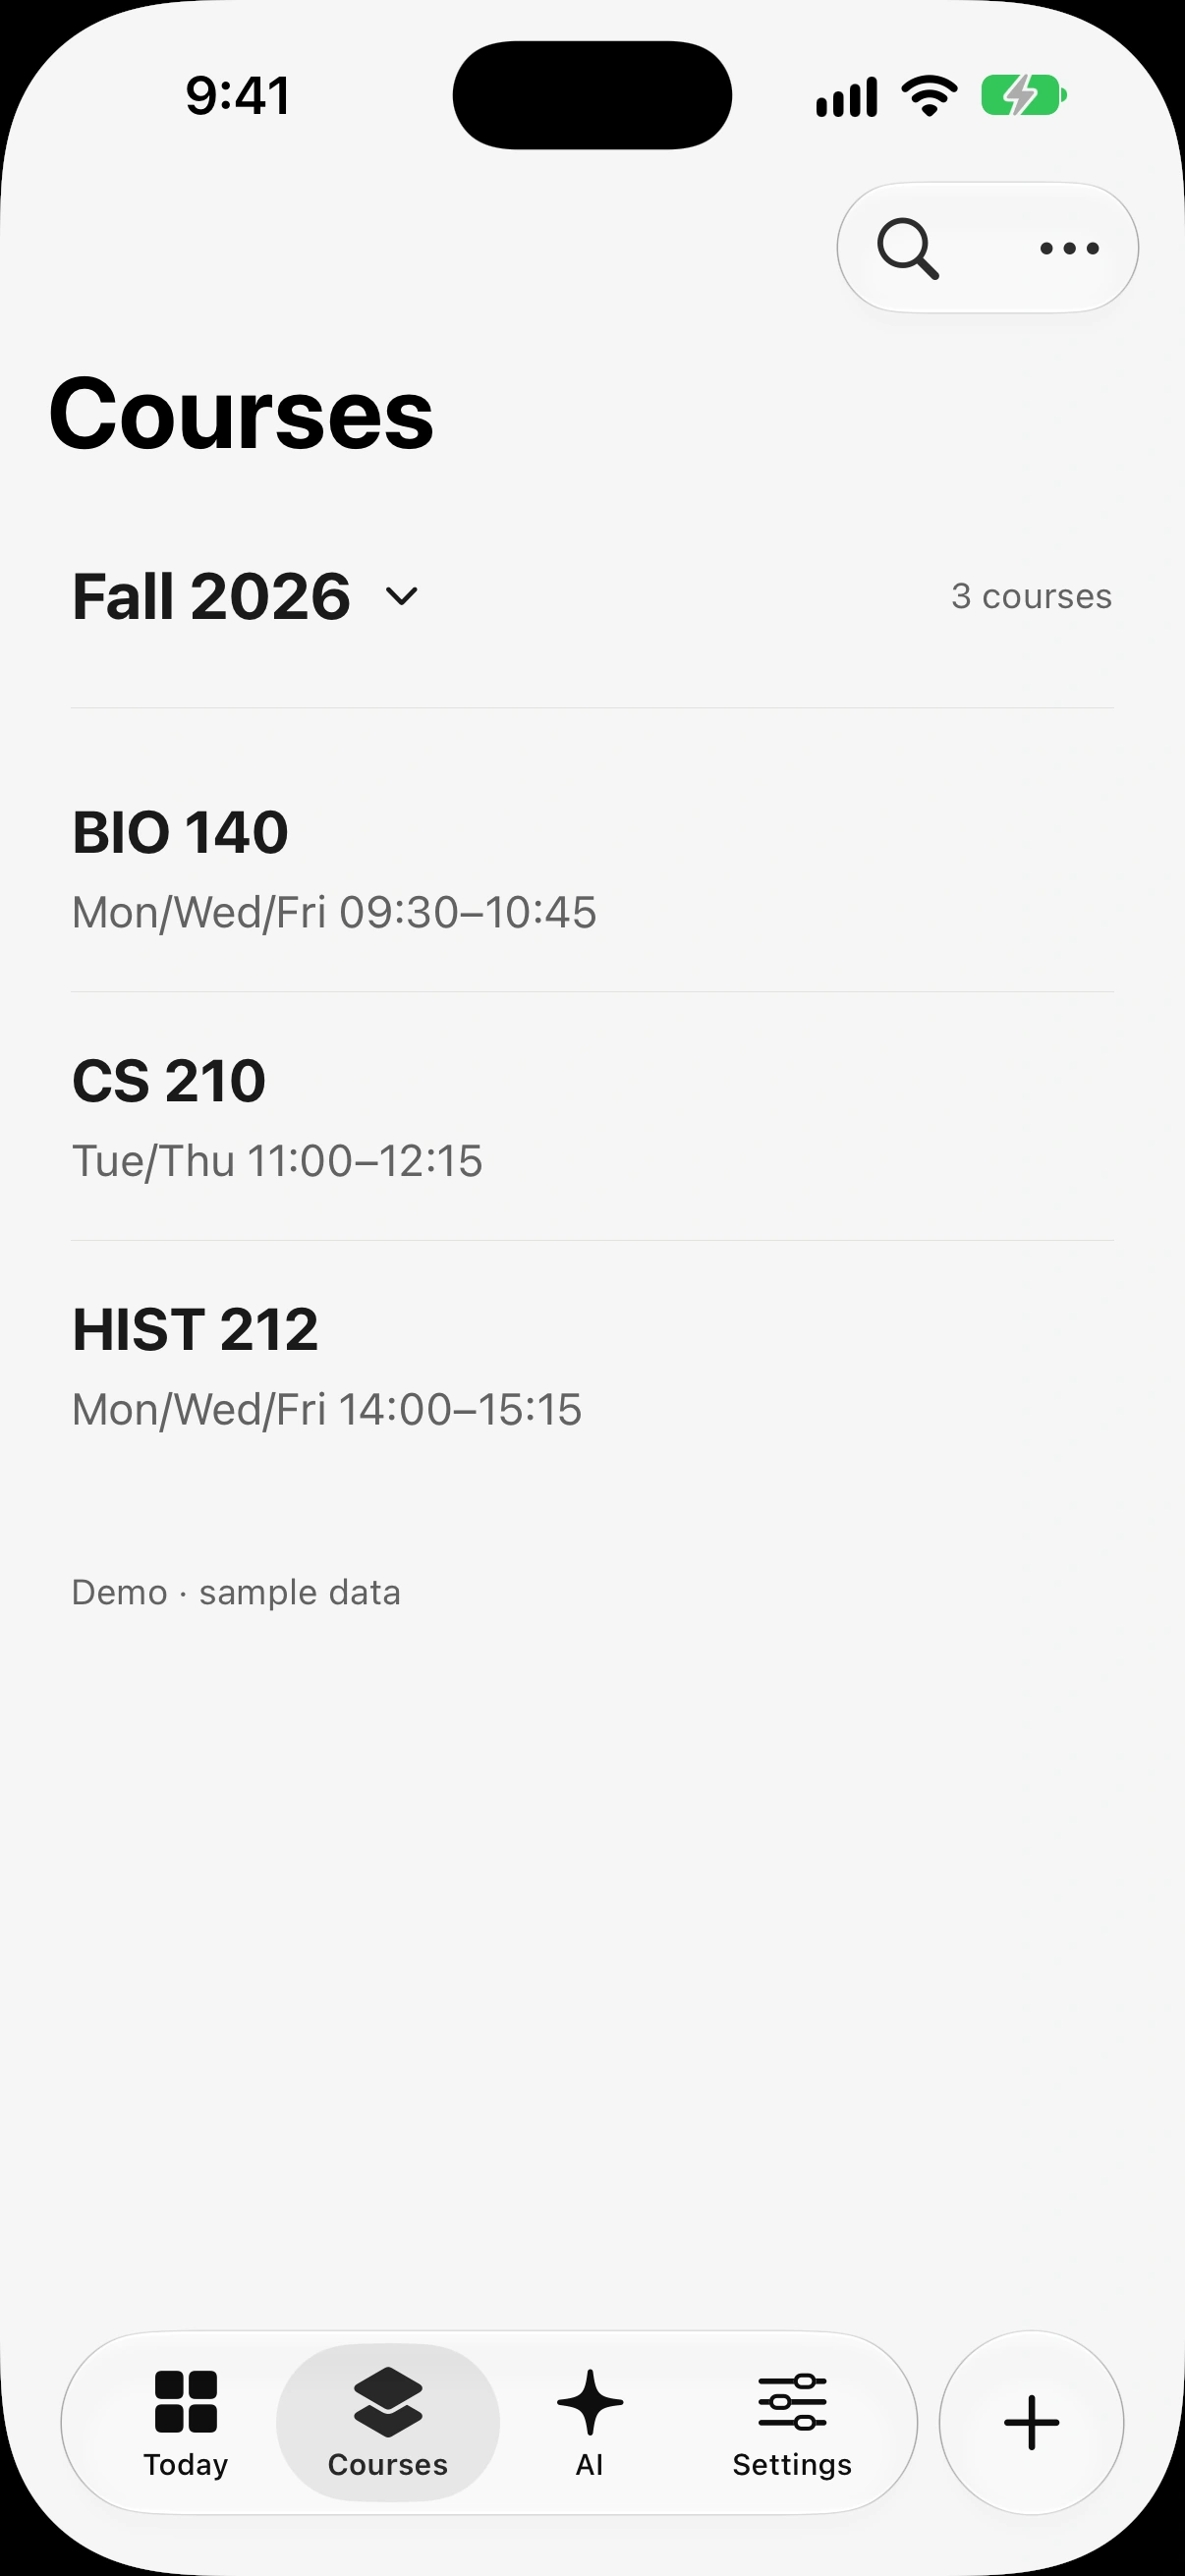 9:41
Courses
Fall 2026
3 courses
BIO 140
Mon/Wed/Fri 09:30–10:45
CS 210
Tue/Thu 11:00–12:15
HIST 212
Mon/Wed/Fri 14:00–15:15
Demo · sample data
Today
Courses
AI
Settings